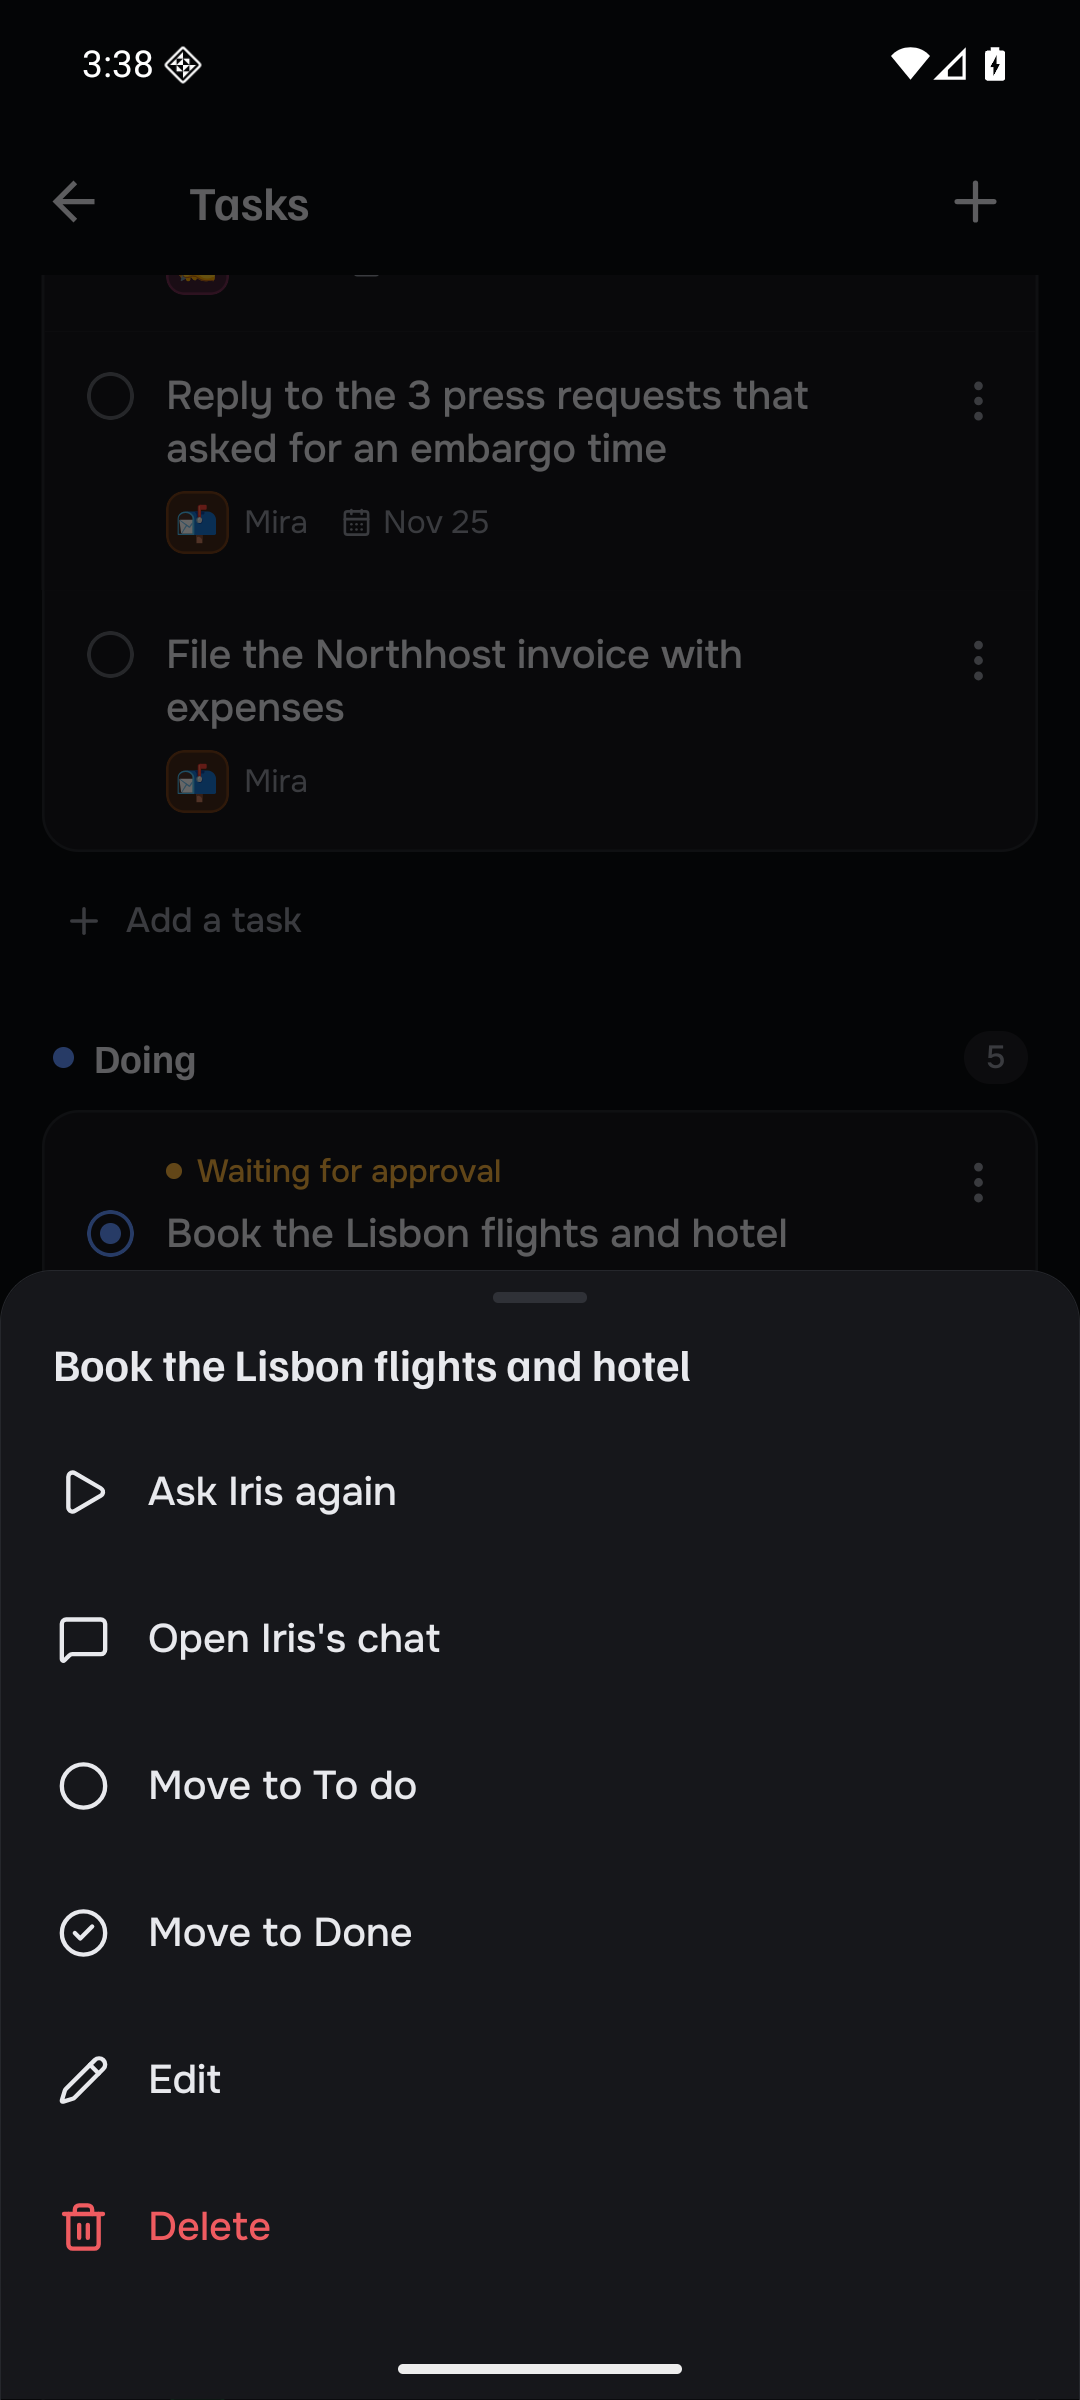 3:38
Tasks
Reply to the 3 press requests that
asked for an embargo time
Mira
Nov 25
File the Northhost invoice with
expenses
Mira
Add a task
Doing
5
Waiting for approval
Book the Lisbon flights and hotel
Book the Lisbon flights and hotel
Ask Iris again
Open Iris's chat
Move to To do
Move to Done
Edit
Delete